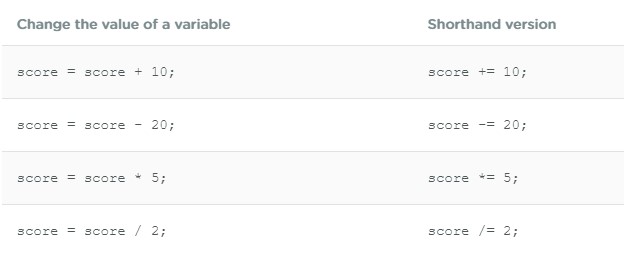 Change the value of a variable Shorthand version
score = score + 10; score += 10;
score = score - 20; score -= 20;
score = score * 5; score *= 5;
score = score / 2; score /= 2;